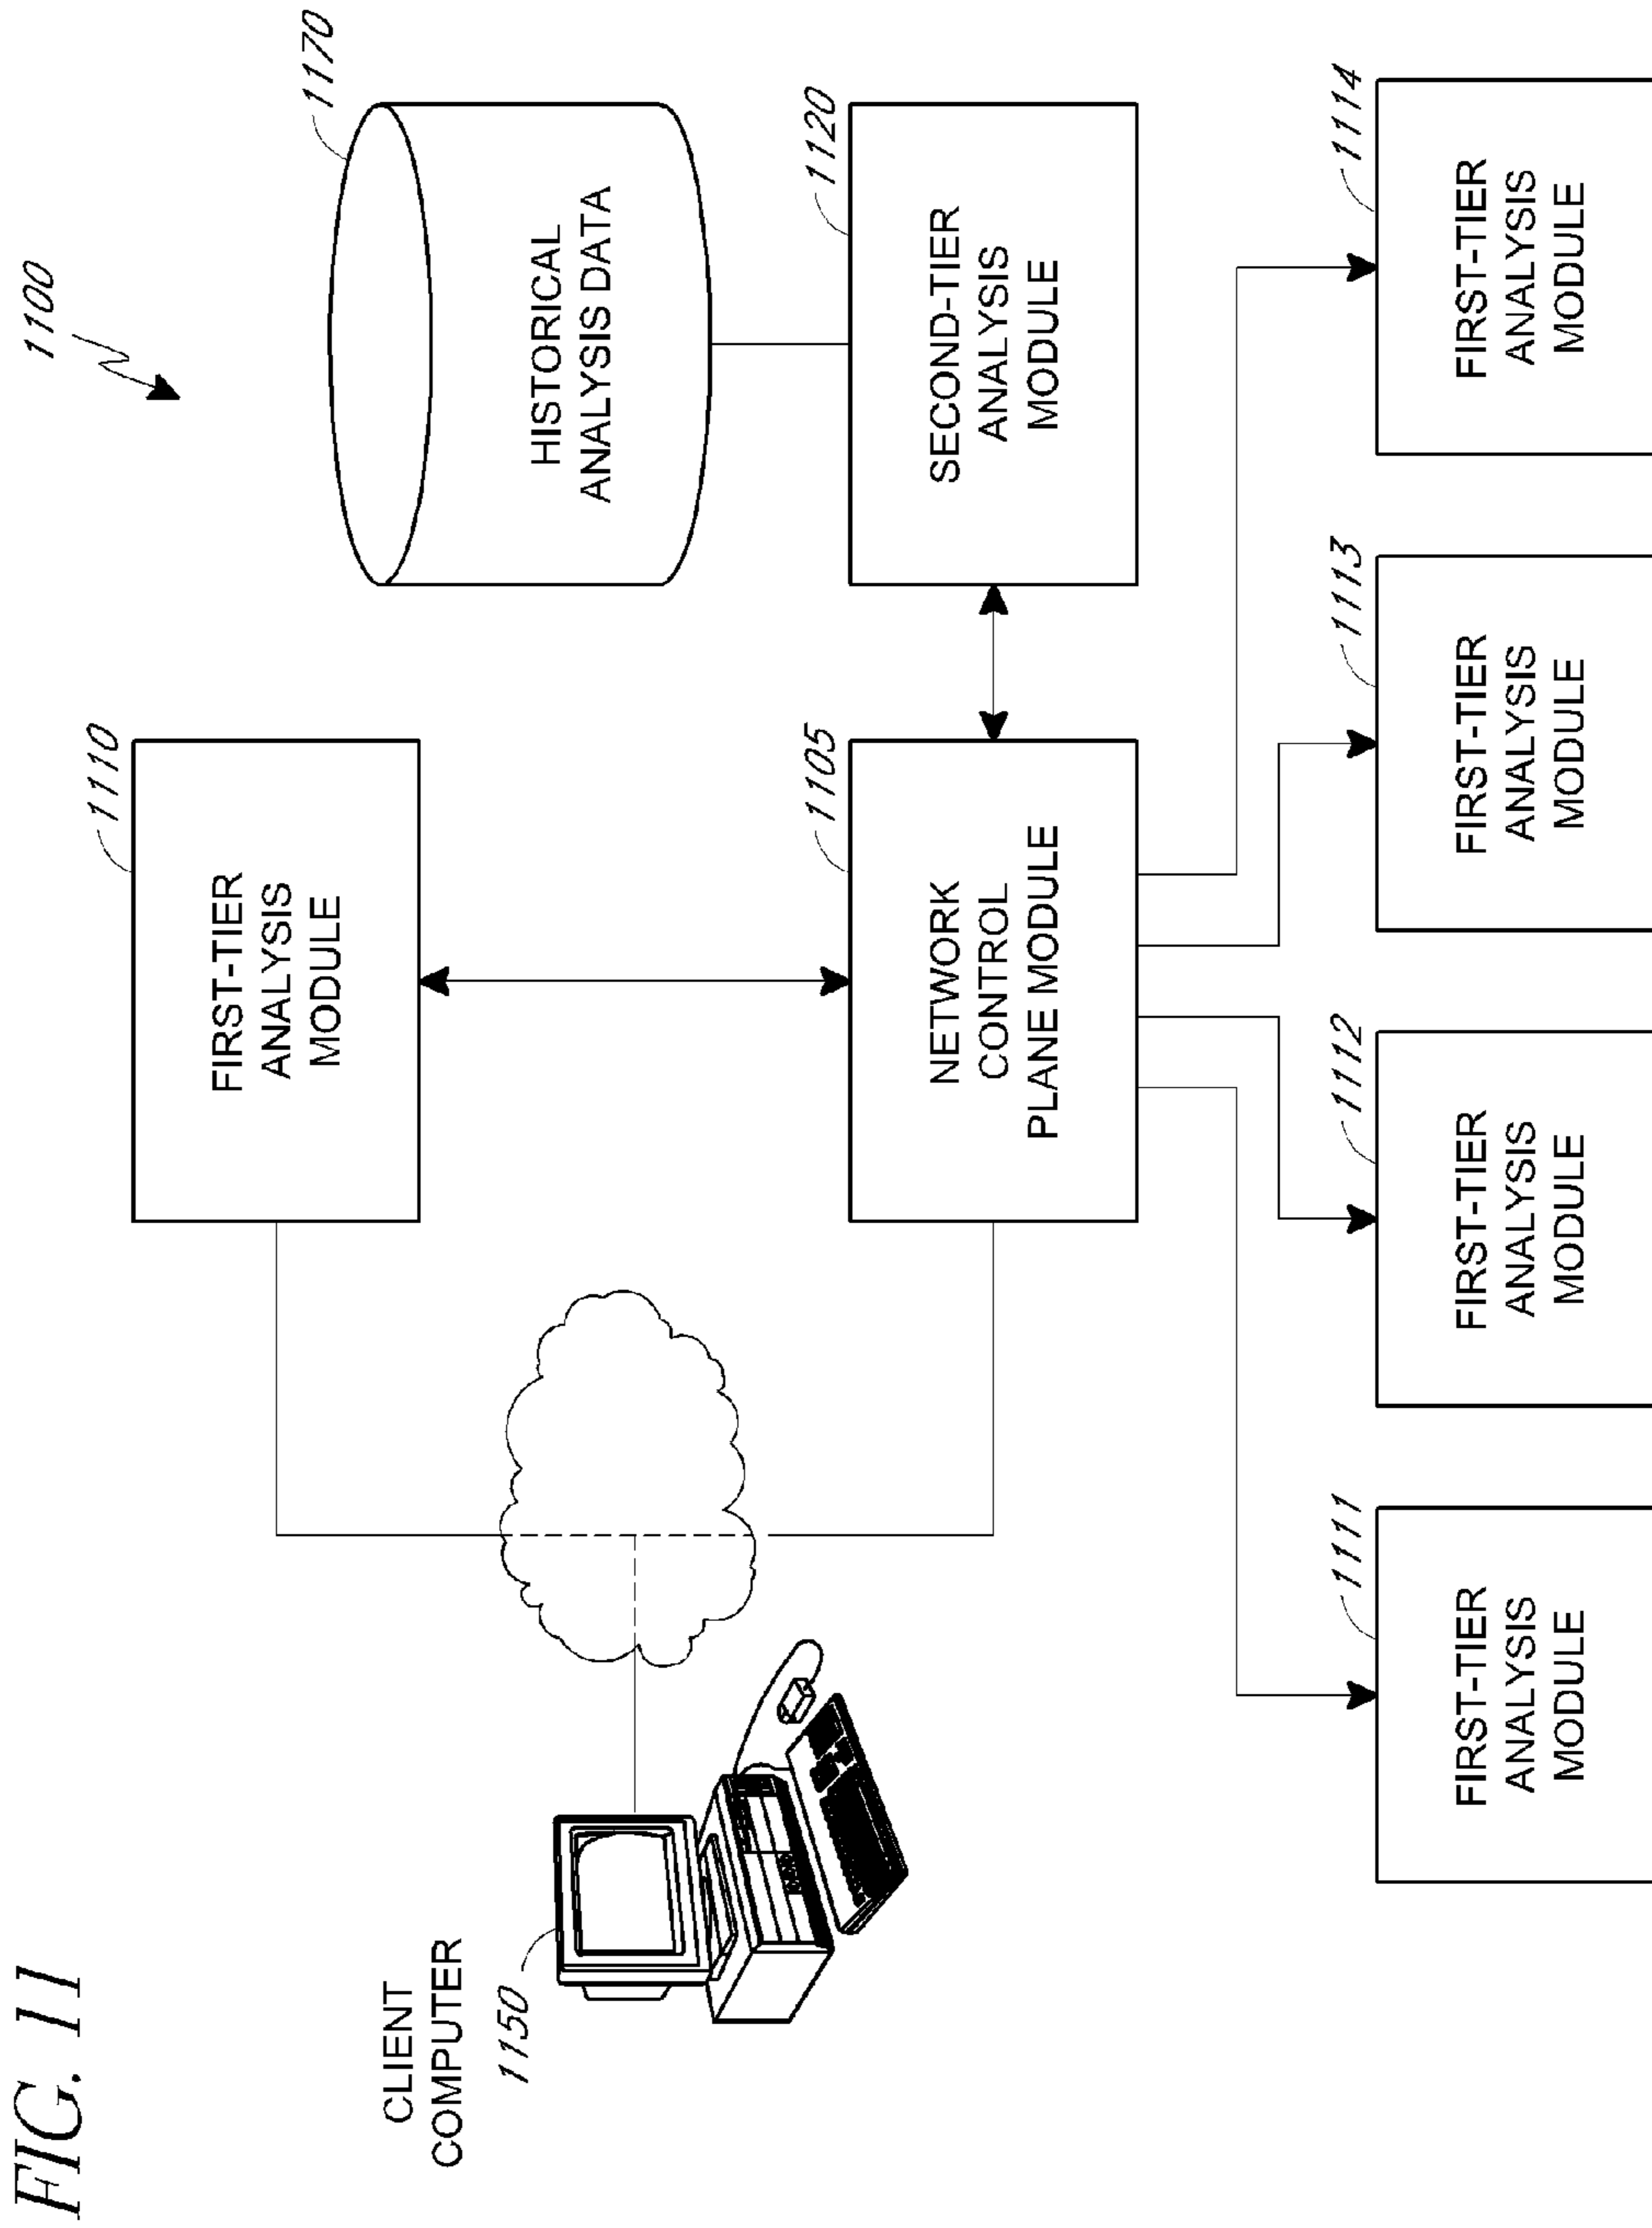 FIG. 11
1100
CLIENT
COMPUTER
1150
1110
FIRST-TIER
ANALYSIS
MODULE
1170
HISTORICAL
ANALYSIS DATA
1105
NETWORK
CONTROL
PLANE MODULE
1120
SECOND-TIER
ANALYSIS
MODULE
1111
FIRST-TIER
ANALYSIS
MODULE
1112
FIRST-TIER
ANALYSIS
MODULE
1113
FIRST-TIER
ANALYSIS
MODULE
1114
FIRST-TIER
ANALYSIS
MODULE